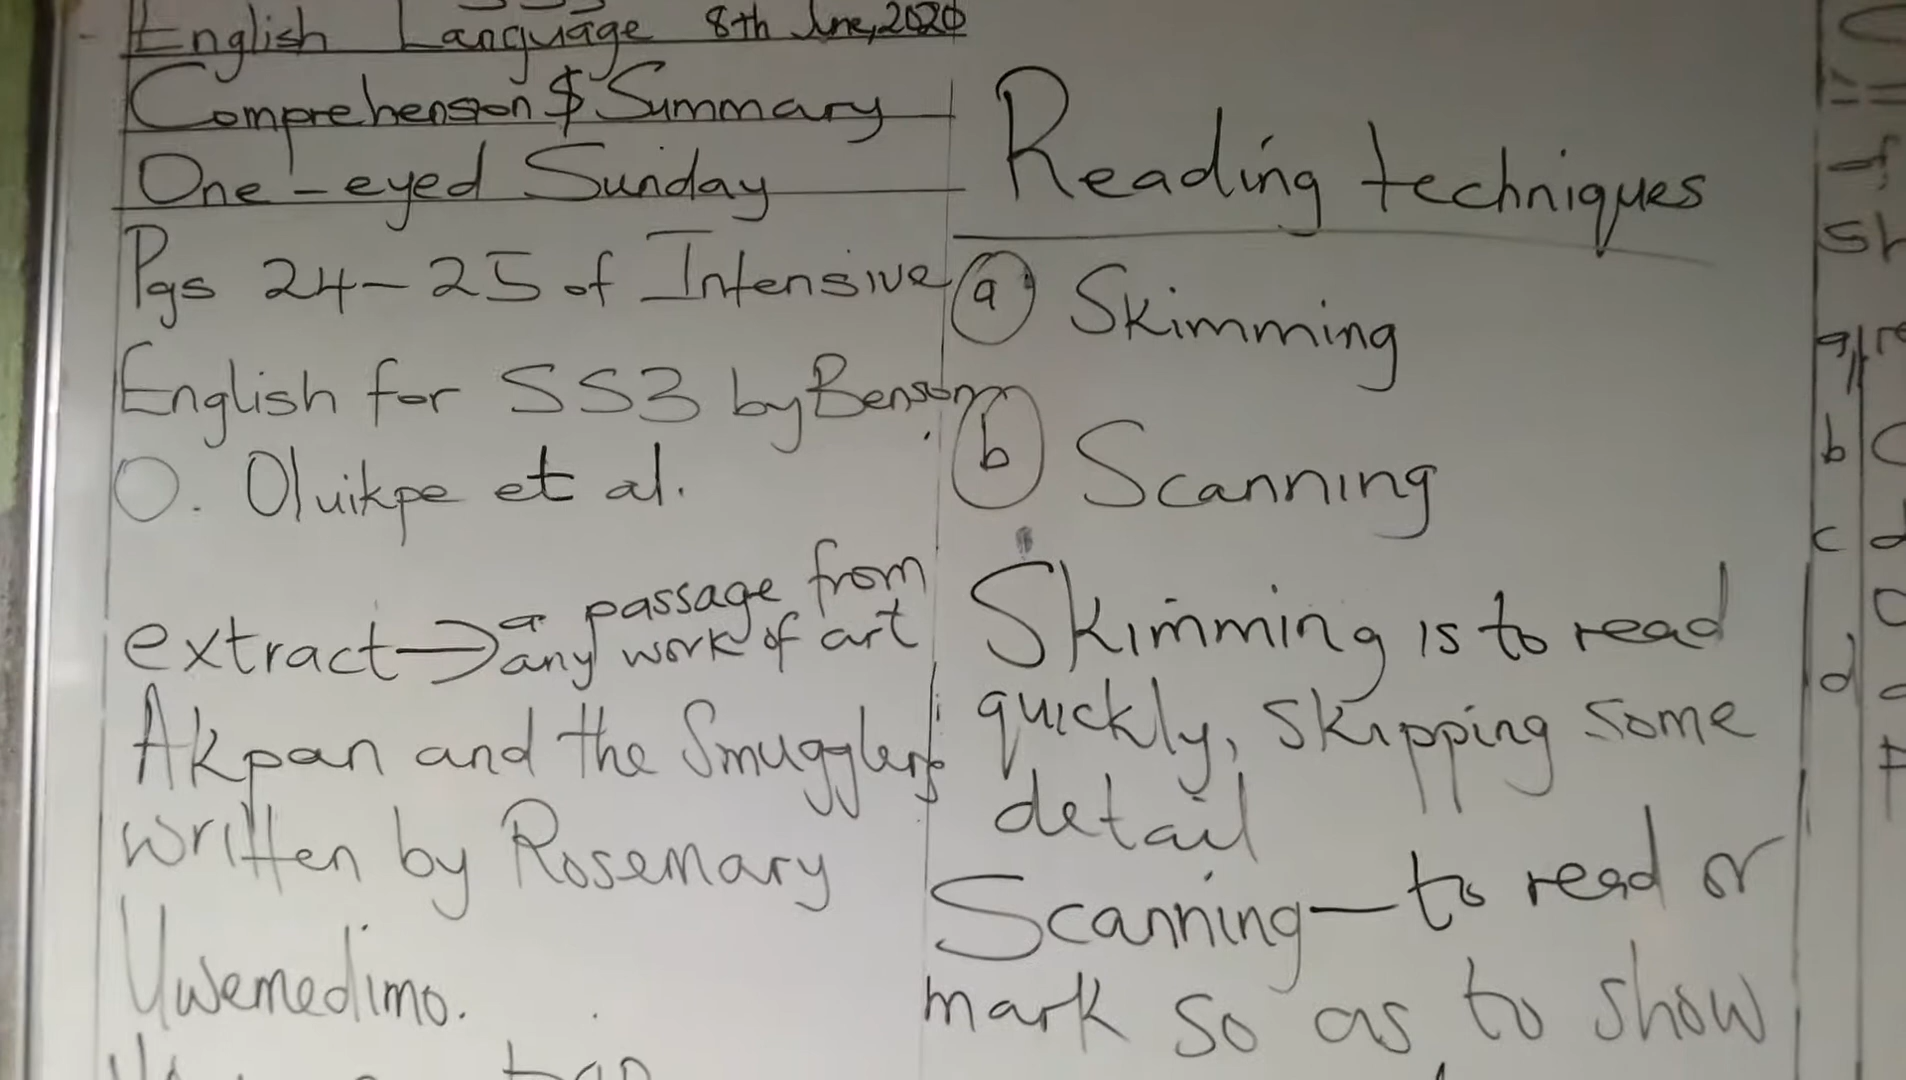 English Language 8th June, 2020
Comprehension & Summary
One-eyed Sunday
Pgs 24-25 of Intensive
English for SS3 by Benson
O. Oluikpe et al.
extract → a passage from
any work of art
Akpan and the Smugglers
written by Rosemary
Uwemedimo.
Reading techniques
a Skimming
b Scanning
Skimming is to read
quickly, skipping some
detail
Scanning—to read or
mark so as to show
b
c
d